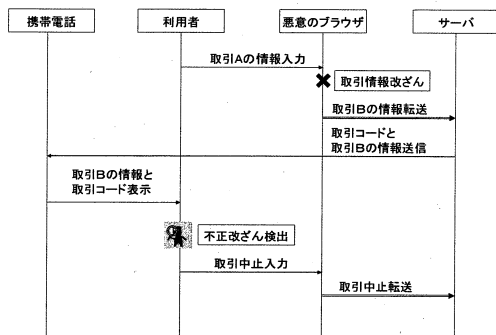 携帯電話
利用者
悪意のブラウザ
サーバ
取引Aの情報入力
取引情報改ざん
取引Bの情報転送
取引コードと
取引Bの情報送信
取引Bの情報と
取引コード表示
不正改ざん検出
取引中止入力
取引中止転送